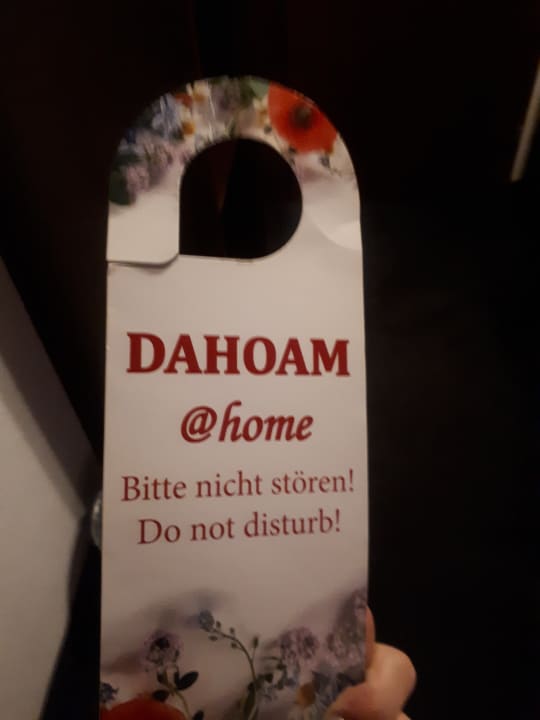 DAHOAM
@home
Bitte nicht stören!
Do not disturb!